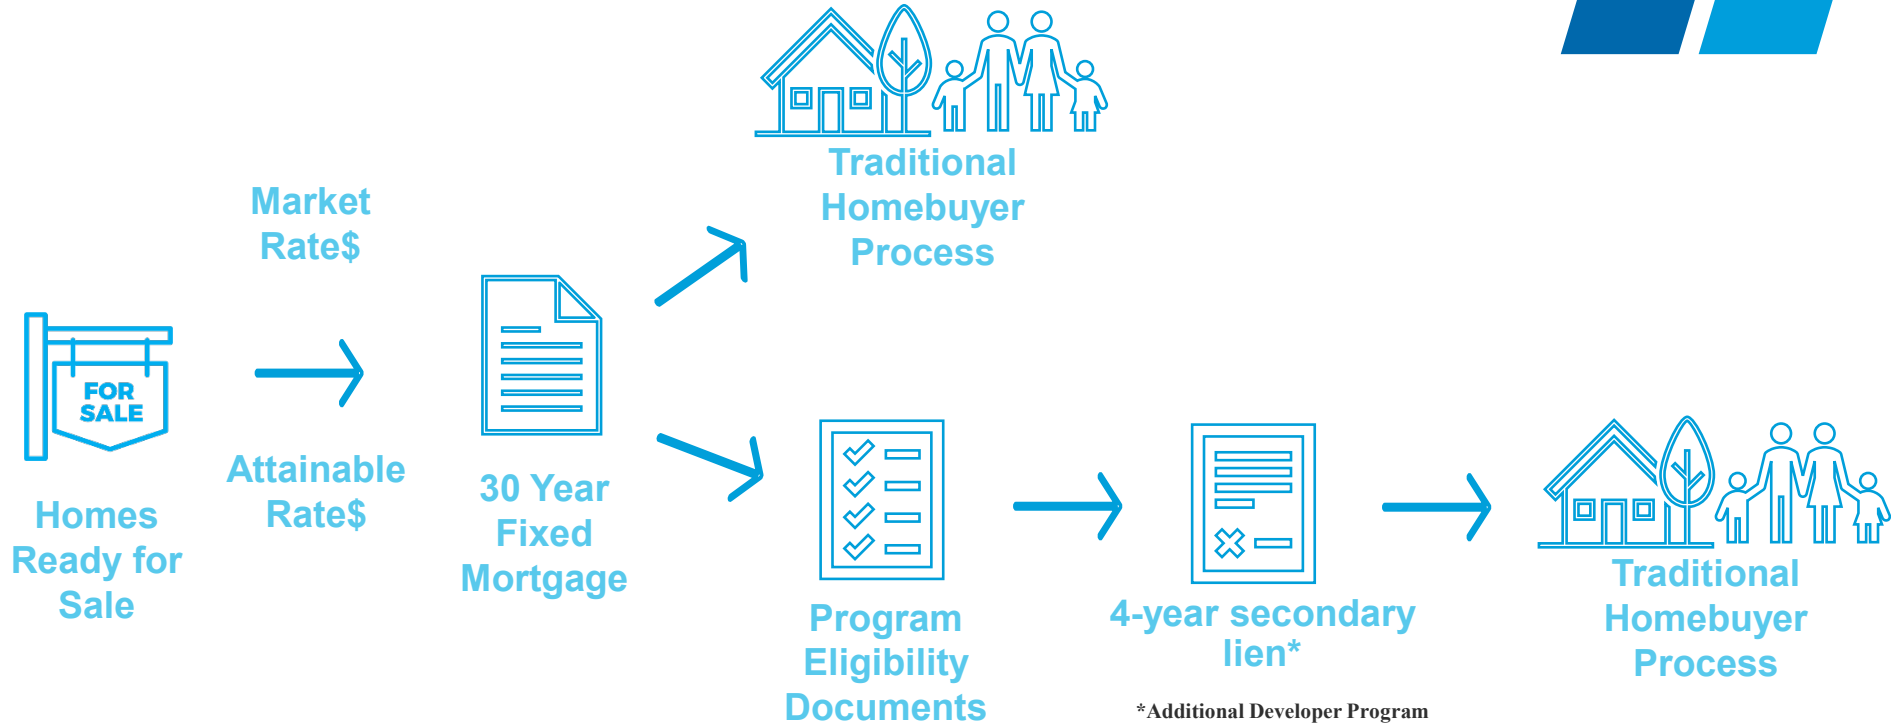 FOR
SALE
Homes
Ready for
Sale
Market
Rate$
Attainable
Rate$
30 Year
Fixed
Mortgage
Traditional
Homebuyer
Process
Program
Eligibility
Documents
4-year secondary
lien*
*Additional Developer Program
Traditional
Homebuyer
Process